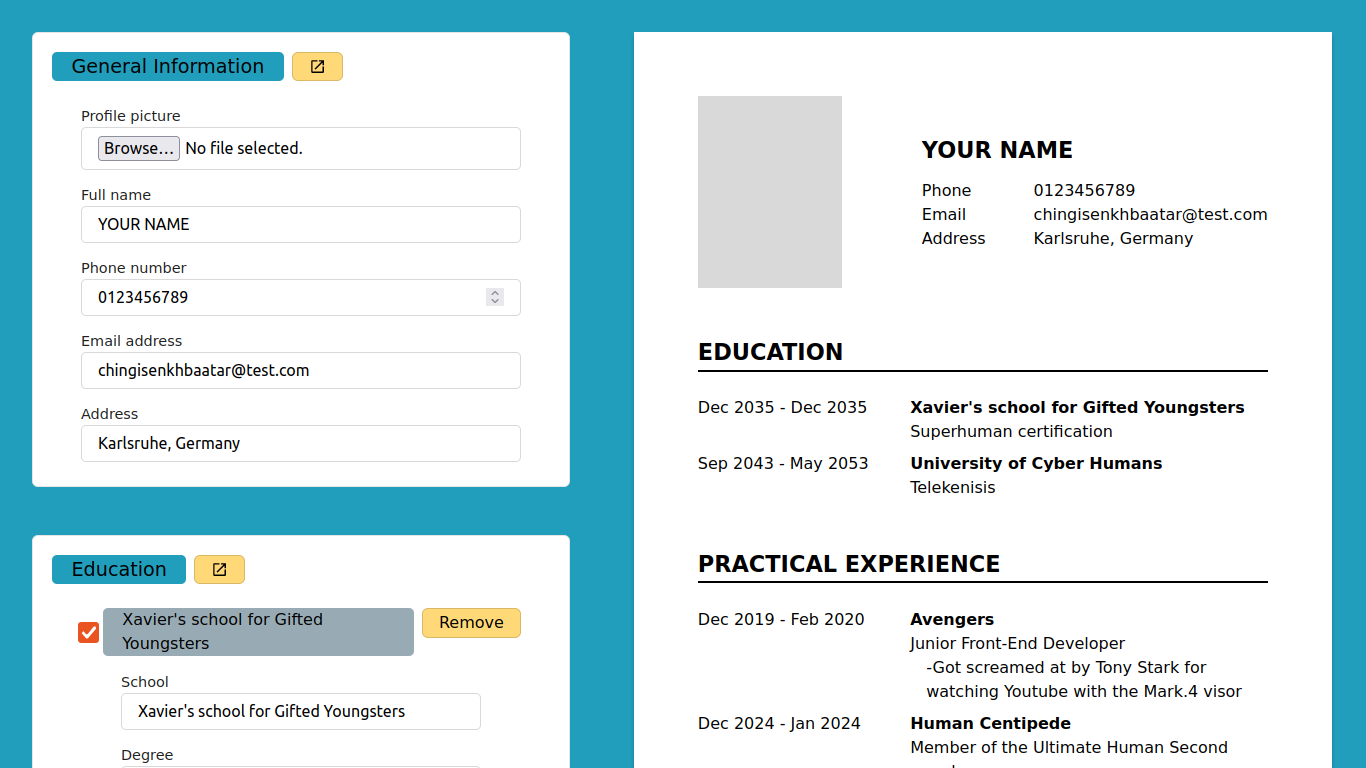 General Information
Profile picture
Browse... No file selected.
Full name
YOUR NAME
Phone number
0123456789
Email address
chingisenkhbaatar@test.com
Address
Karlsruhe, Germany
Education
Xavier's school for Gifted
Youngsters
Remove
School
Xavier's school for Gifted Youngsters
Degree
YOUR NAME
Phone 0123456789
Email chingisenkhbaatar@test.com
Address Karlsruhe, Germany
EDUCATION
Dec 2035 - Dec 2035 Xavier's school for Gifted Youngsters
Superhuman certification
Sep 2043 - May 2053 University of Cyber Humans
Telekenisis
PRACTICAL EXPERIENCE
Dec 2019 - Feb 2020 Avengers
Junior Front-End Developer
-Got screamed at by Tony Stark for
watching Youtube with the Mark.4 visor
Dec 2024 - Jan 2024 Human Centipede
Member of the Ultimate Human Second